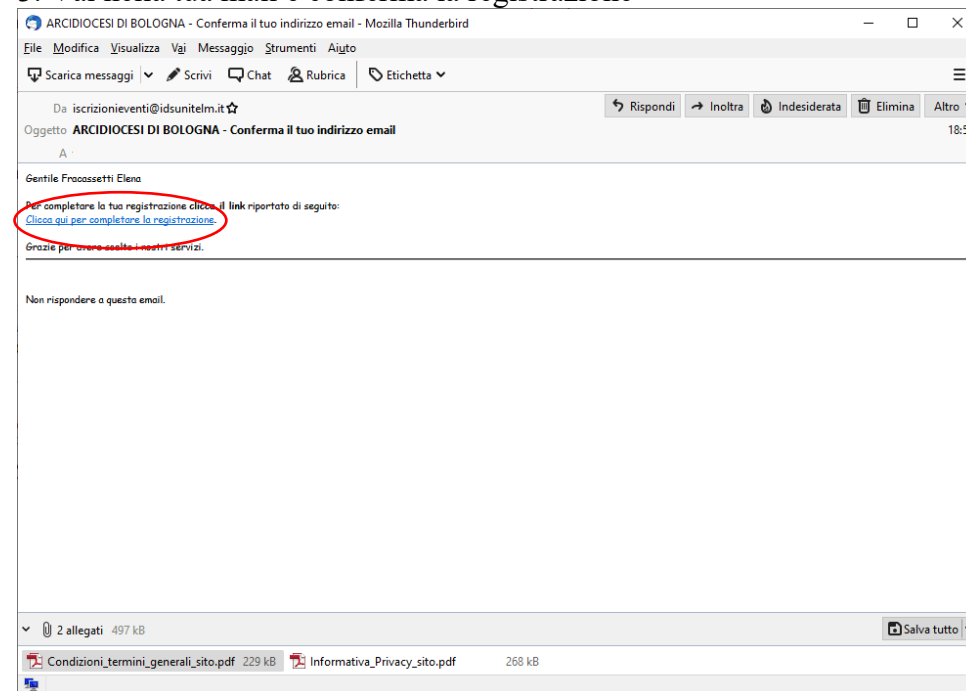 ARCIDIOCESI DI BOLOGNA - Conferma il tuo indirizzo email - Mozilla Thunderbird
File Modifica Visualizza Vai Messaggio Strumenti Aiuto
Scarica messaggi Scrivi Chat Rubrica Etichetta
Da iscrizionieventi@idsunitelm.it Rispondi Inoltra Indesiderata Elimina Altro
Oggetto ARCIDIOCESI DI BOLOGNA - Conferma il tuo indirizzo email 18:5
A
Gentile Fracassetti Elena
Per completare la tua registrazione clicca il link riportato di seguito:
Clicca qui per completare la registrazione.
Grazie per avere scelto i nostri servizi.
Non rispondere a questa email.
2 allegati 497 kB Salva tutto
Condizioni_termini_generali_sito.pdf 229 kB Informativa_Privacy_sito.pdf 268 kB